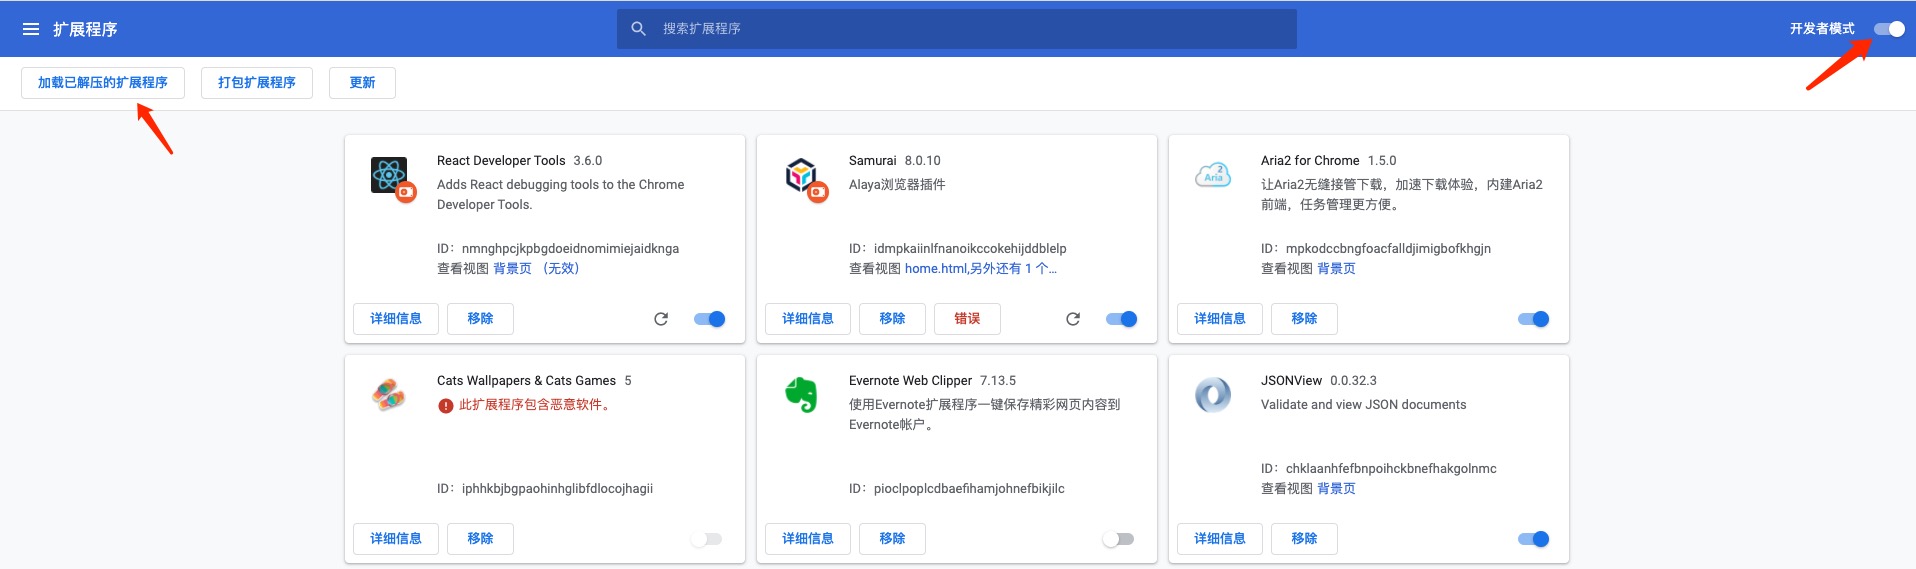 扩展程序
搜索扩展程序
开发者模式
加载已解压的扩展程序
打包扩展程序
更新
React Developer Tools 3.6.0
Adds React debugging tools to the Chrome
Developer Tools.
ID：nmnghpcjkpbgdoeidnomimiejaidknga
查看视图 背景页 （无效）
详细信息
移除
Samurai 8.0.10
Alaya浏览器插件
ID：idmpkaiinlfnanoikccokehijddblelp
查看视图 home.html,另外还有 1 个...
详细信息
移除
错误
2
Aria
Aria2 for Chrome 1.5.0
让Aria2无缝接管下载，加速下载体验，内建Aria2
前端，任务管理更方便。
ID：mpkodccbngfoacfalldjimigbofkhgjn
查看视图 背景页
详细信息
移除
Cats Wallpapers & Cats Games 5
此扩展程序包含恶意软件。
ID：iphhkbjbgpaohinhglibfdlocojhagii
详细信息
移除
Evernote Web Clipper 7.13.5
使用Evernote扩展程序一键保存精彩网页内容到
Evernote帐户。
ID：pioclpoplcdbaefihamjohnefbikjilc
详细信息
移除
JSONView 0.0.32.3
Validate and view JSON documents
ID：chklaanhfefbnpoihckbnefhakgolnmc
查看视图 背景页
详细信息
移除